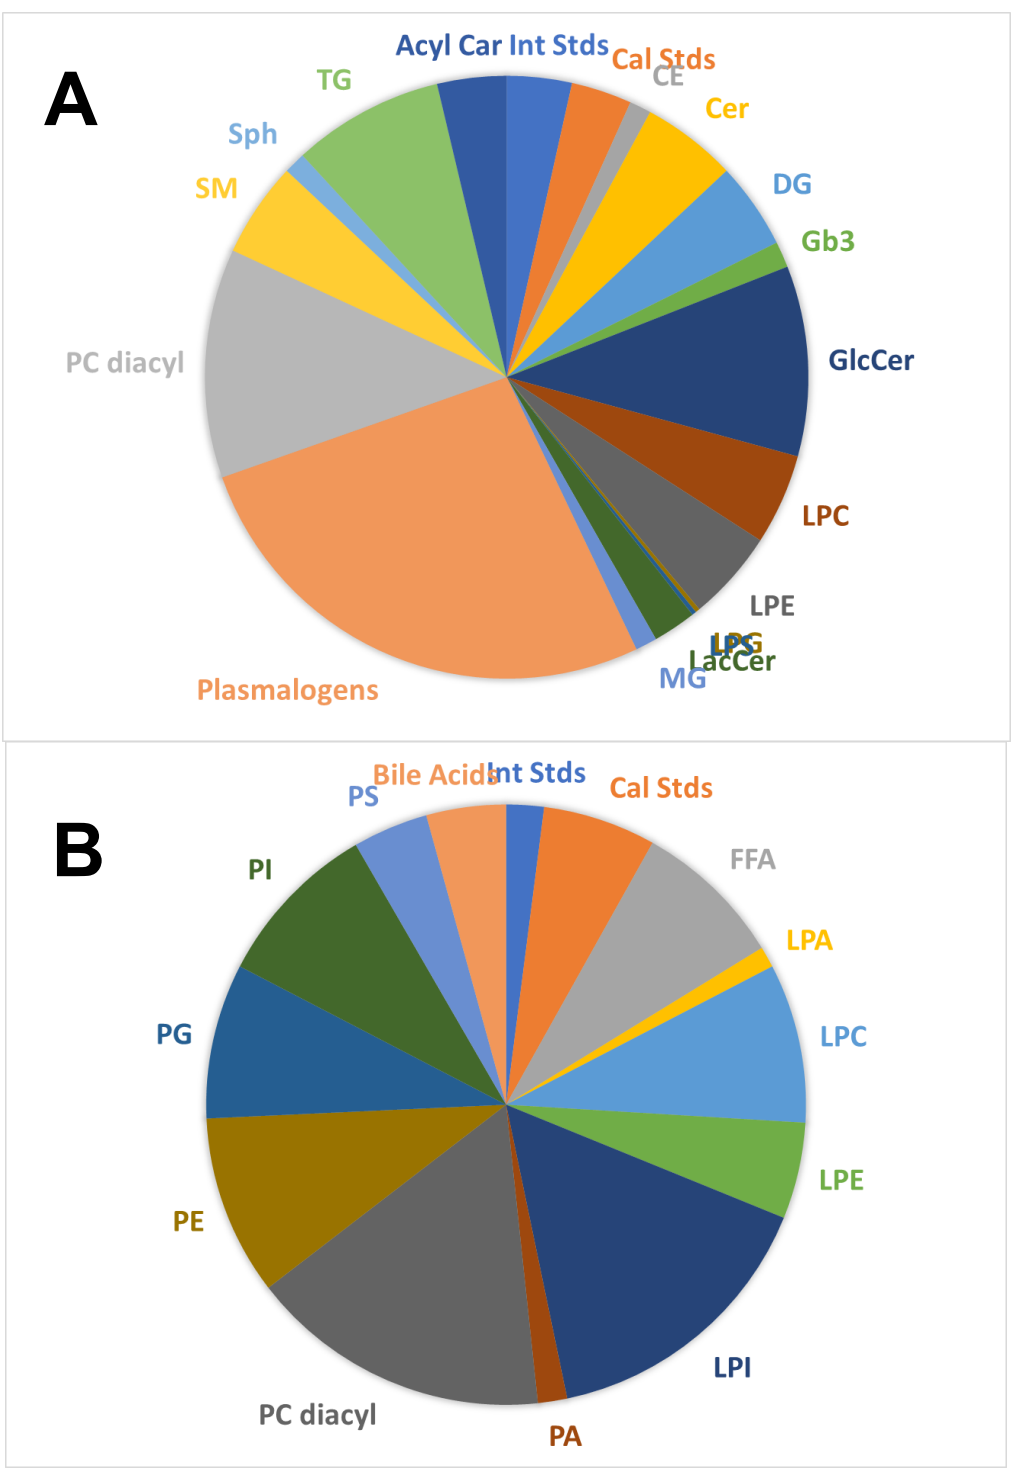 A
Acyl Car
Int Stds
Cal Stds
CE
Cer
DG
Gb3
GlcCer
LPC
LPE
LPG
LPS
LacCer
MG
Plasmalogens
PC diacyl
SM
Sph
TG
B
Bile Acids
Int Stds
Cal Stds
FFA
LPA
LPC
LPE
LPI
PA
PC diacyl
PE
PG
PI
PS